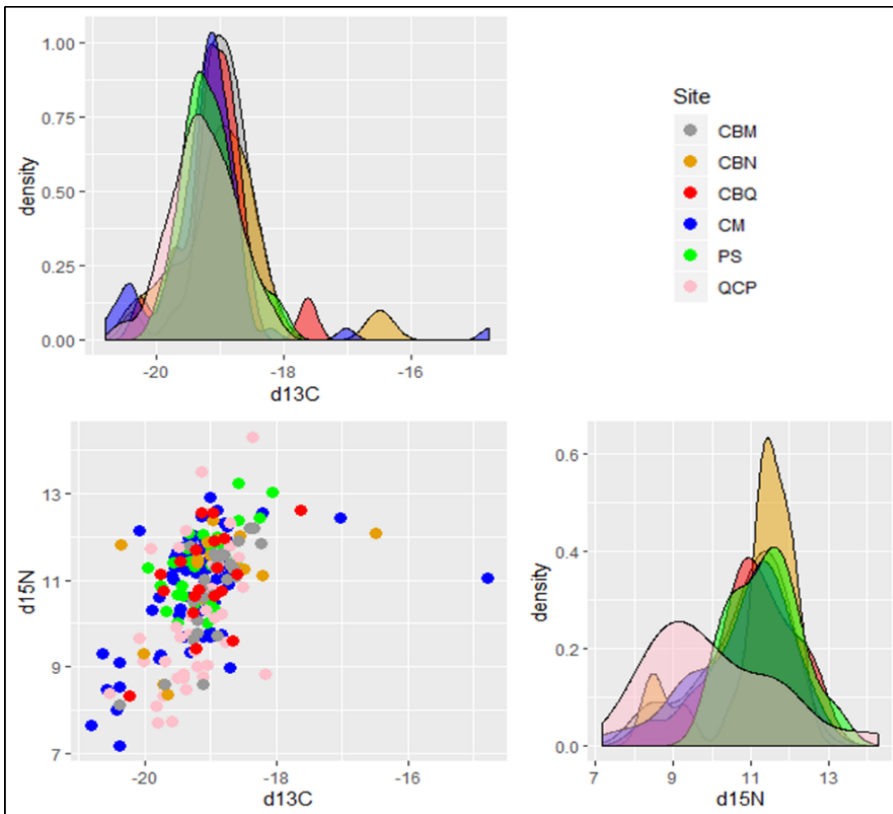 1.00
0.75
0.50
0.25
0.00
density
-20
-18
-16
d13C
Site
CBM
CBN
CBQ
CM
PS
QCP
13
11
9
7
d15N
-20
-18
-16
d13C
0.6
0.4
0.2
0.0
density
7
9
11
13
d15N